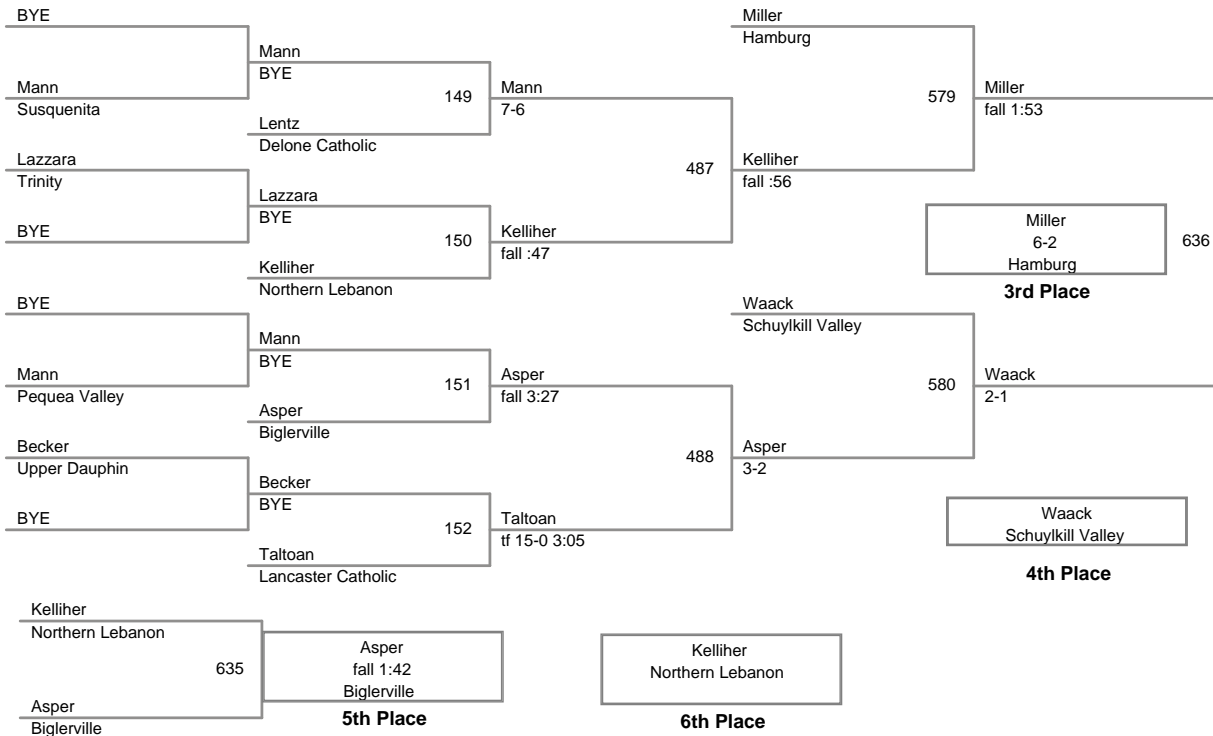 BYE
Mann
Susquenita
Lazzara
Trinity
BYE
BYE
Mann
Pequea Valley
Becker
Upper Dauphin
BYE
Mann
BYE
149
Lentz
Delone Catholic
Lazzara
BYE
150
Kelliher
Northern Lebanon
Mann
BYE
151
Asper
Biglerville
Becker
BYE
152
Taltoan
Lancaster Catholic
Mann
7-6
487
Kelliher
fall :47
Asper
fall 3:27
488
Taltoan
tf 15-0 3:05
Miller
Hamburg
579
Kelliher
fall :56
Waack
Schuylkill Valley
580
Asper
3-2
Miller
fall 1:53
Miller
6-2
Hamburg
636
3rd Place
Waack
2-1
Waack
Schuylkill Valley
4th Place
Kelliher
Northern Lebanon
635
Asper
Biglerville
Asper
fall 1:42
Biglerville
5th Place
Kelliher
Northern Lebanon
6th Place